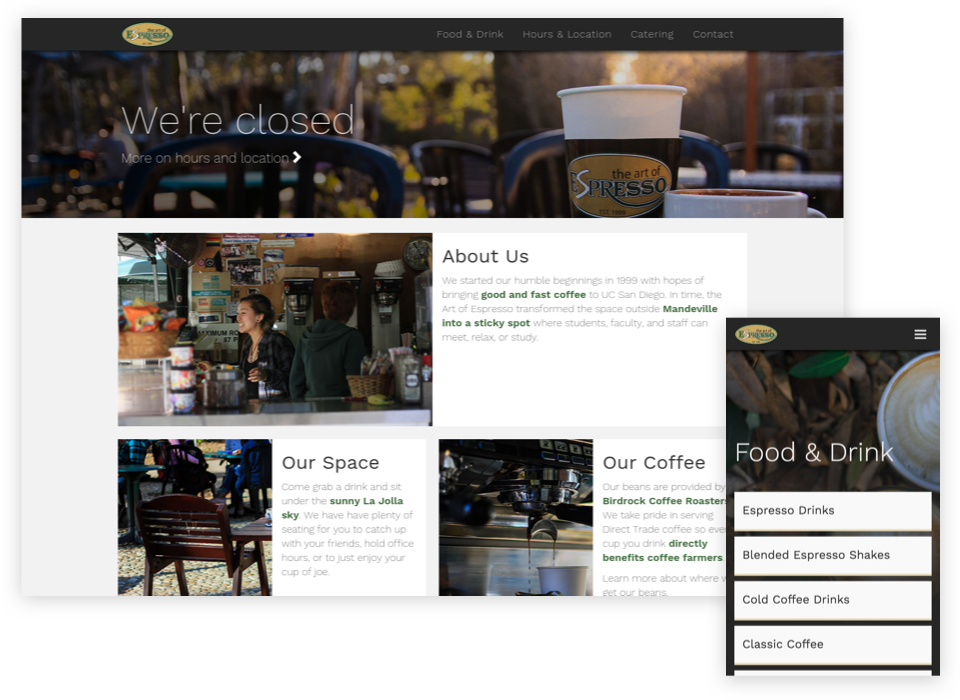 the art of
ESPRESSO
Food & Drink Hours & Location Catering Contact
We're closed
More on hours and location
the art of
ESPRESSO
EST. 1999
About Us
We started our humble beginnings in 1999 with hopes of
bringing good and fast coffee to UC San Diego. In time, the
Art of Espresso transformed the space outside Mandeville
into a sticky spot where students, faculty, and staff can
meet, relax, or study.
Our Space
Come grab a drink and sit
under the sunny La Jolla
sky. We have have plenty of
seating for you to catch up
with your friends, hold office
hours, or to just enjoy your
cup of joe.
Our Coffee
Our beans are provided by
Birdrock Coffee Roasters
We take pride in serving
Direct Trade coffee so ever
cup you drink directly
benefits coffee farmers.
Learn more about where w
get our beans.
the art of
ESPRESSO
Food & Drink
Espresso Drinks
Blended Espresso Shakes
Cold Coffee Drinks
Classic Coffee